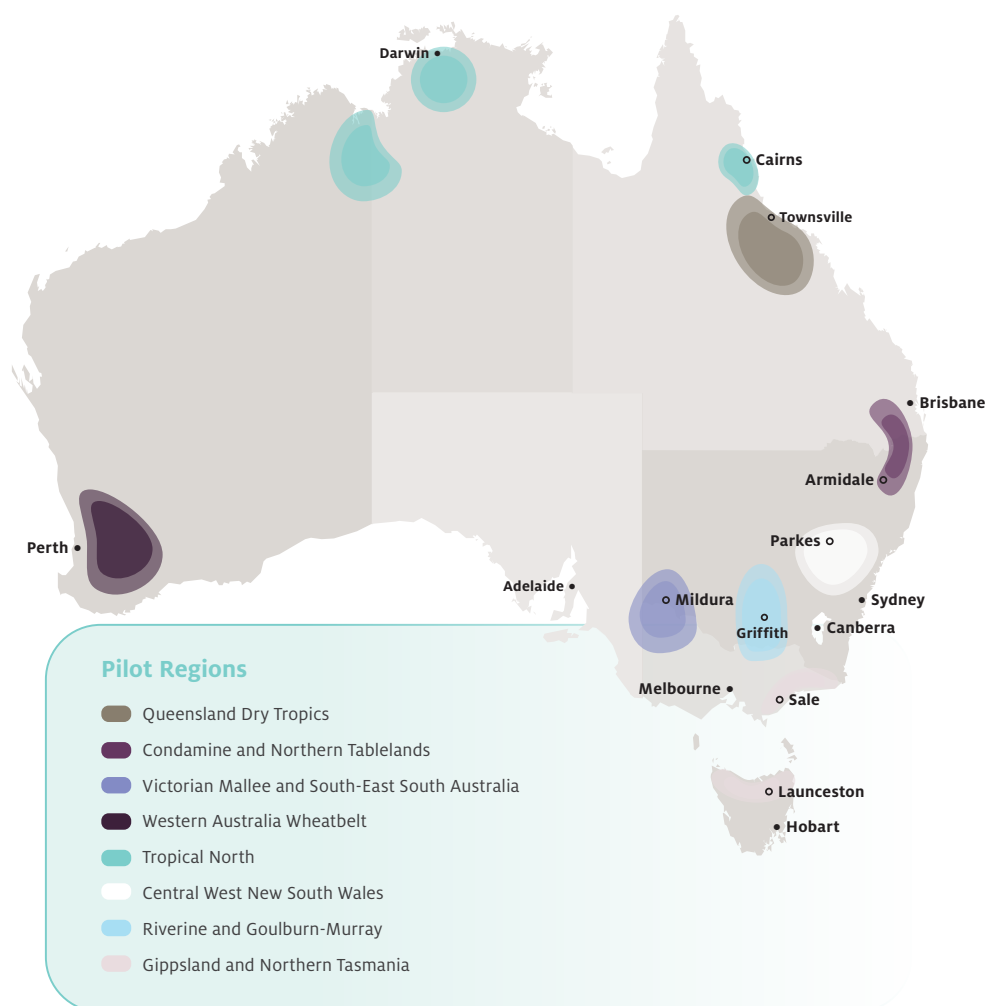 Darwin
Cairns
Townsville
Brisbane
Armidale
Parkes
Perth
Adelaide
Mildura
Sydney
Griffith
Canberra
Melbourne
Sale
Launceston
Hobart
Pilot Regions
Queensland Dry Tropics
Condamine and Northern Tablelands
Victorian Mallee and South-East South Australia
Western Australia Wheatbelt
Tropical North
Central West New South Wales
Riverine and Goulburn-Murray
Gippsland and Northern Tasmania